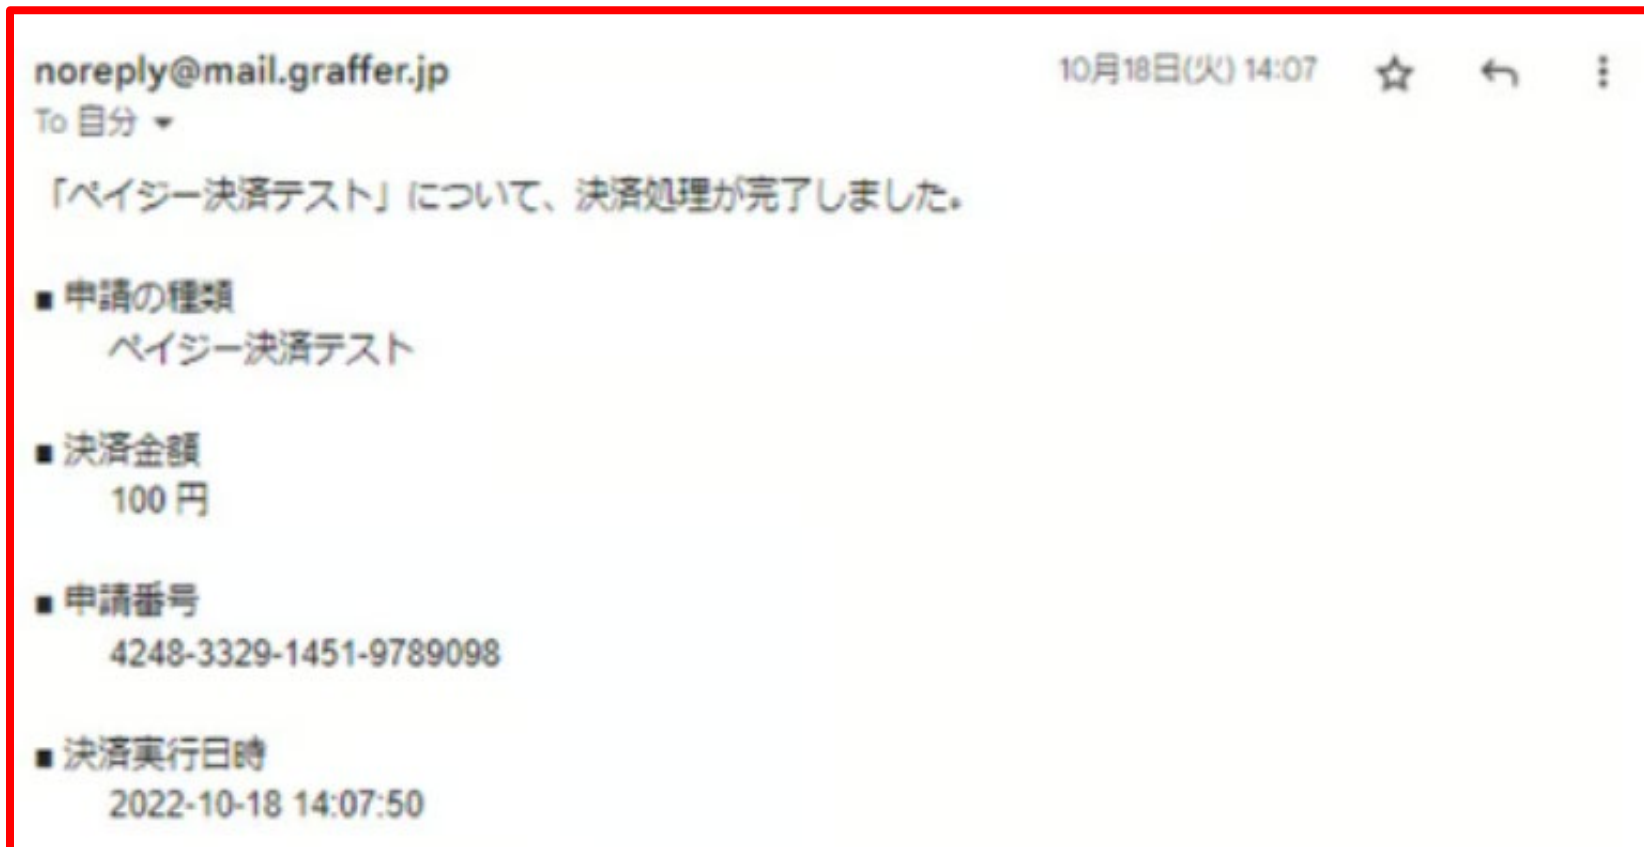 noreply@mail.graffer.jp 10月18日(火) 14:07
To 自分
「ペイジー決済テスト」について、決済処理が完了しました。
■ 申請の種類
ペイジー決済テスト
■ 決済金額
100 円
■ 申請番号
4248-3329-1451-9789098
■ 決済実行日時
2022-10-18 14:07:50